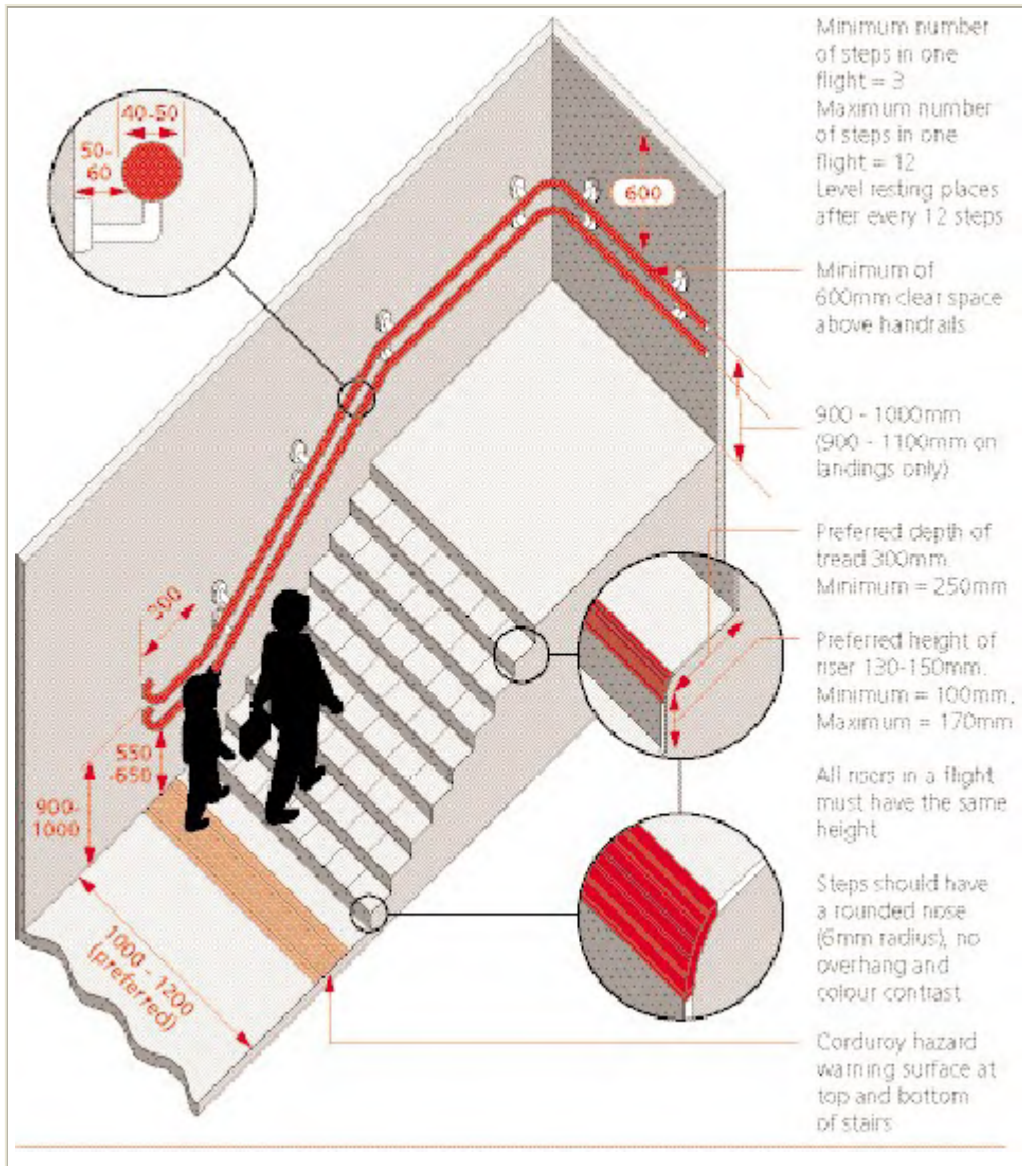 40-50
50-
60
600
300
550
-650
900-
1000
1000 - 1200
(preferred)
Minimum number
of steps in one
flight = 3
Maximum number
of steps in one
flight = 12
Level resting places
after every 12 steps
Minimum of
600mm clear space
above handrails
900 - 1000mm
(900 - 1100mm on
landings only)
Preferred depth of
tread 300mm.
Minimum = 250mm
Preferred height of
riser 130-150mm.
Minimum = 100mm,
Maximum = 170mm
All risers in a flight
must have the same
height
Steps should have
a rounded nose
(6mm radius), no
overhang and
colour contrast
Corduroy hazard
warning surface at
top and bottom
of stairs